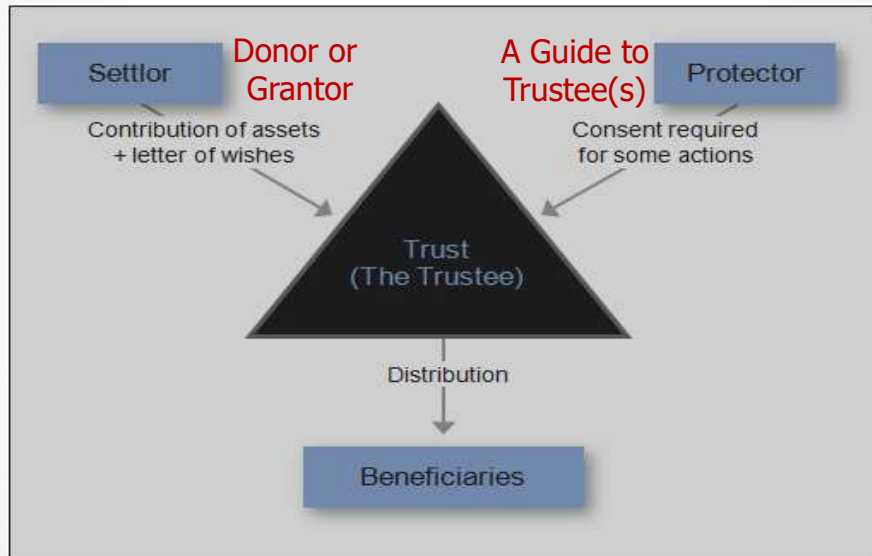 Settlor
Donor or
Grantor
A Guide to
Trustee(s)
Protector
Contribution of assets
+ letter of wishes
Consent required
for some actions
Trust
(The Trustee)
Distribution
Beneficiaries